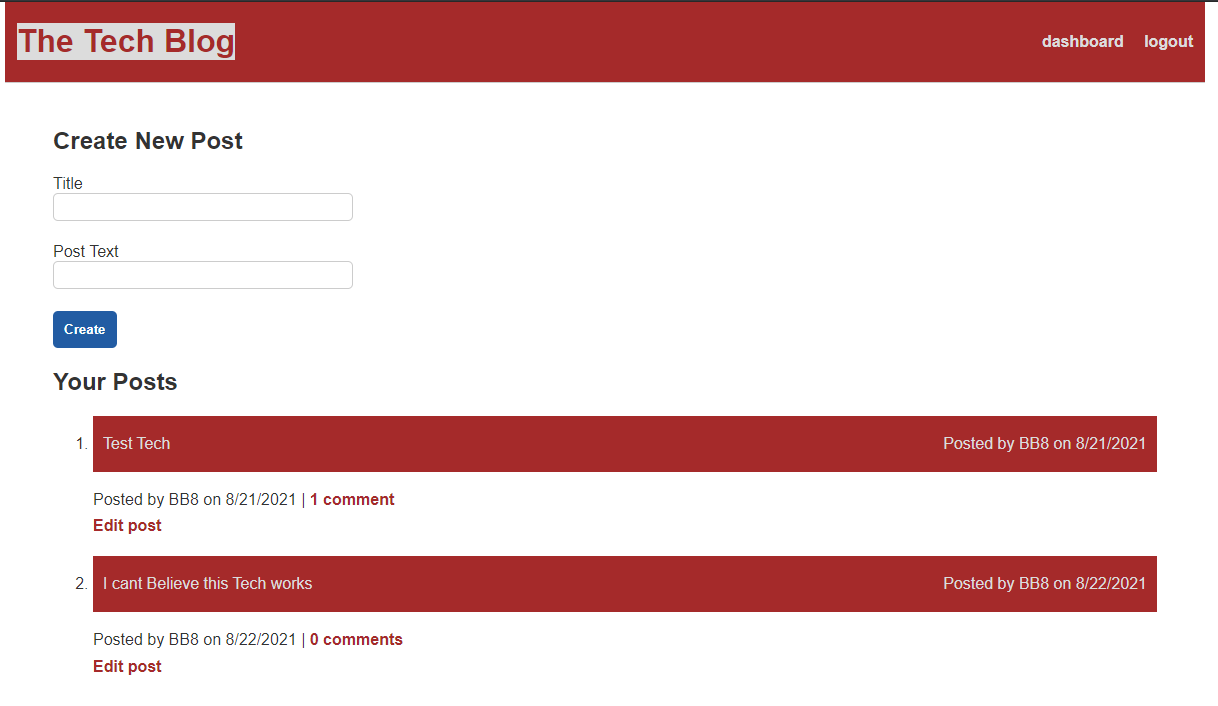 The Tech Blog dashboard logout
Create New Post
Title
Post Text
Create
Your Posts
1. Test Tech Posted by BB8 on 8/21/2021
Posted by BB8 on 8/21/2021 | 1 comment
Edit post
2. I cant Believe this Tech works Posted by BB8 on 8/22/2021
Posted by BB8 on 8/22/2021 | 0 comments
Edit post